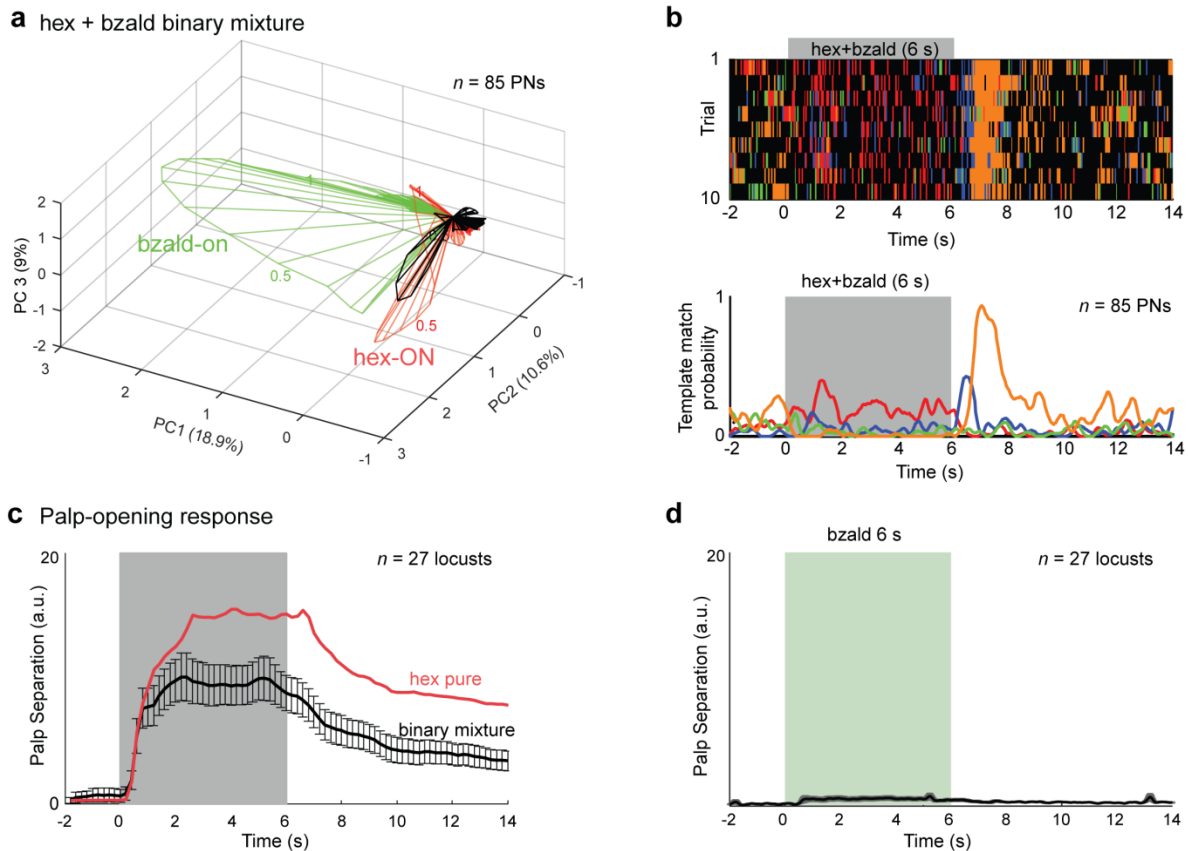 a hex + bzald binary mixture
n = 85 PNs
bzald-on
hex-ON
1
1
0.5
0.5
PC 3 (9%)
2
1
0
-1
-2
3
2
1
0
-1
PC1 (18.9%)
3
2
1
0
-1
PC2 (10.6%)
b
hex+bzald (6 s)
Trial
1
10
-2 0 2 4 6 8 10 12 14
Time (s)
hex+bzald (6 s)
n = 85 PNs
Template match
probability
1
0
-2 0 2 4 6 8 10 12 14
Time (s)
c Palp-opening response
n = 27 locusts
Palp Separation (a.u.)
20
0
hex pure
binary mixture
-2 0 2 4 6 8 10 12 14
Time (s)
d
bzald 6 s
n = 27 locusts
Palp Separation (a.u.)
20
0
-2 0 2 4 6 8 10 12 14
Time (s)